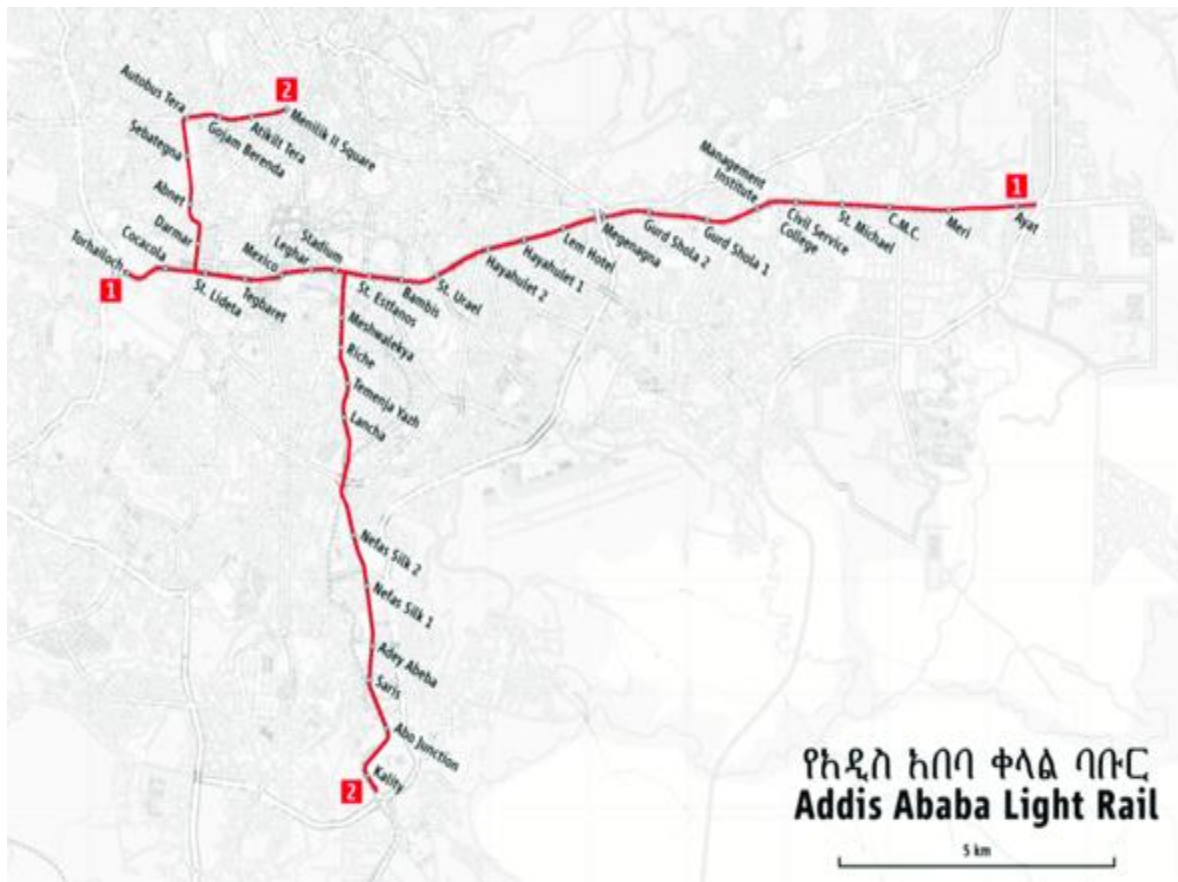 2
Autobus Tera
Menilik II Square
Atikilt Tera
Gojam Berenda
Sebategna
Abnet
Darmar
Cocacola
Torhailoch
1
St. Lideta
Tegbaret
Mexico
Leghar
Stadium
St. Estfanos
Bambis
St. Urael
Hayahulet 2
Hayahulet 1
Lem Hotel
Megenagna
Gurd Shola 2
Gurd Shola 1
Management
Institute
Civil Service
College
St. Michael
C.M.C.
Meri
Ayat
1
Meshwalekya
Riche
Temenja Yazh
Lancha
Nefas Silk 2
Nefas Silk 1
Adey Abeba
Saris
Abo Junction
Kality
2
የአዲስ አበባ ቀላል ባቡር
Addis Ababa Light Rail
5 km